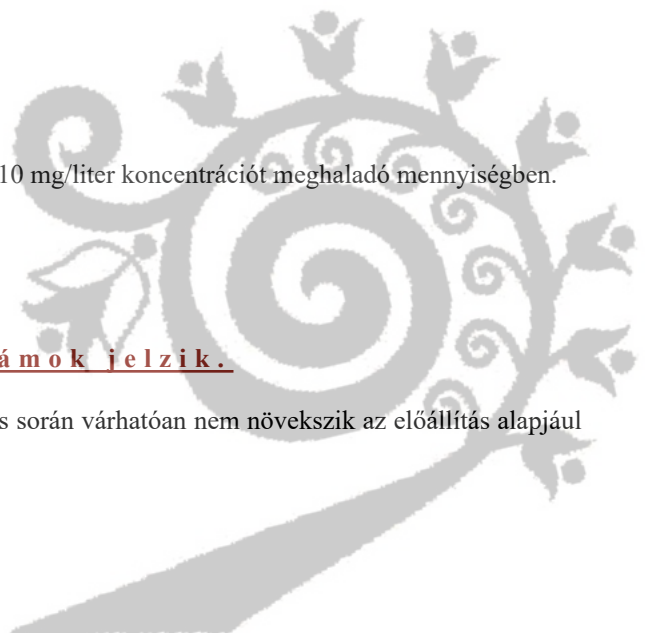 10 mg/liter koncentrációt meghaladó mennyiségben.
ámok jelzik.
s során várhatóan nem növekszik az előállítás alapjául